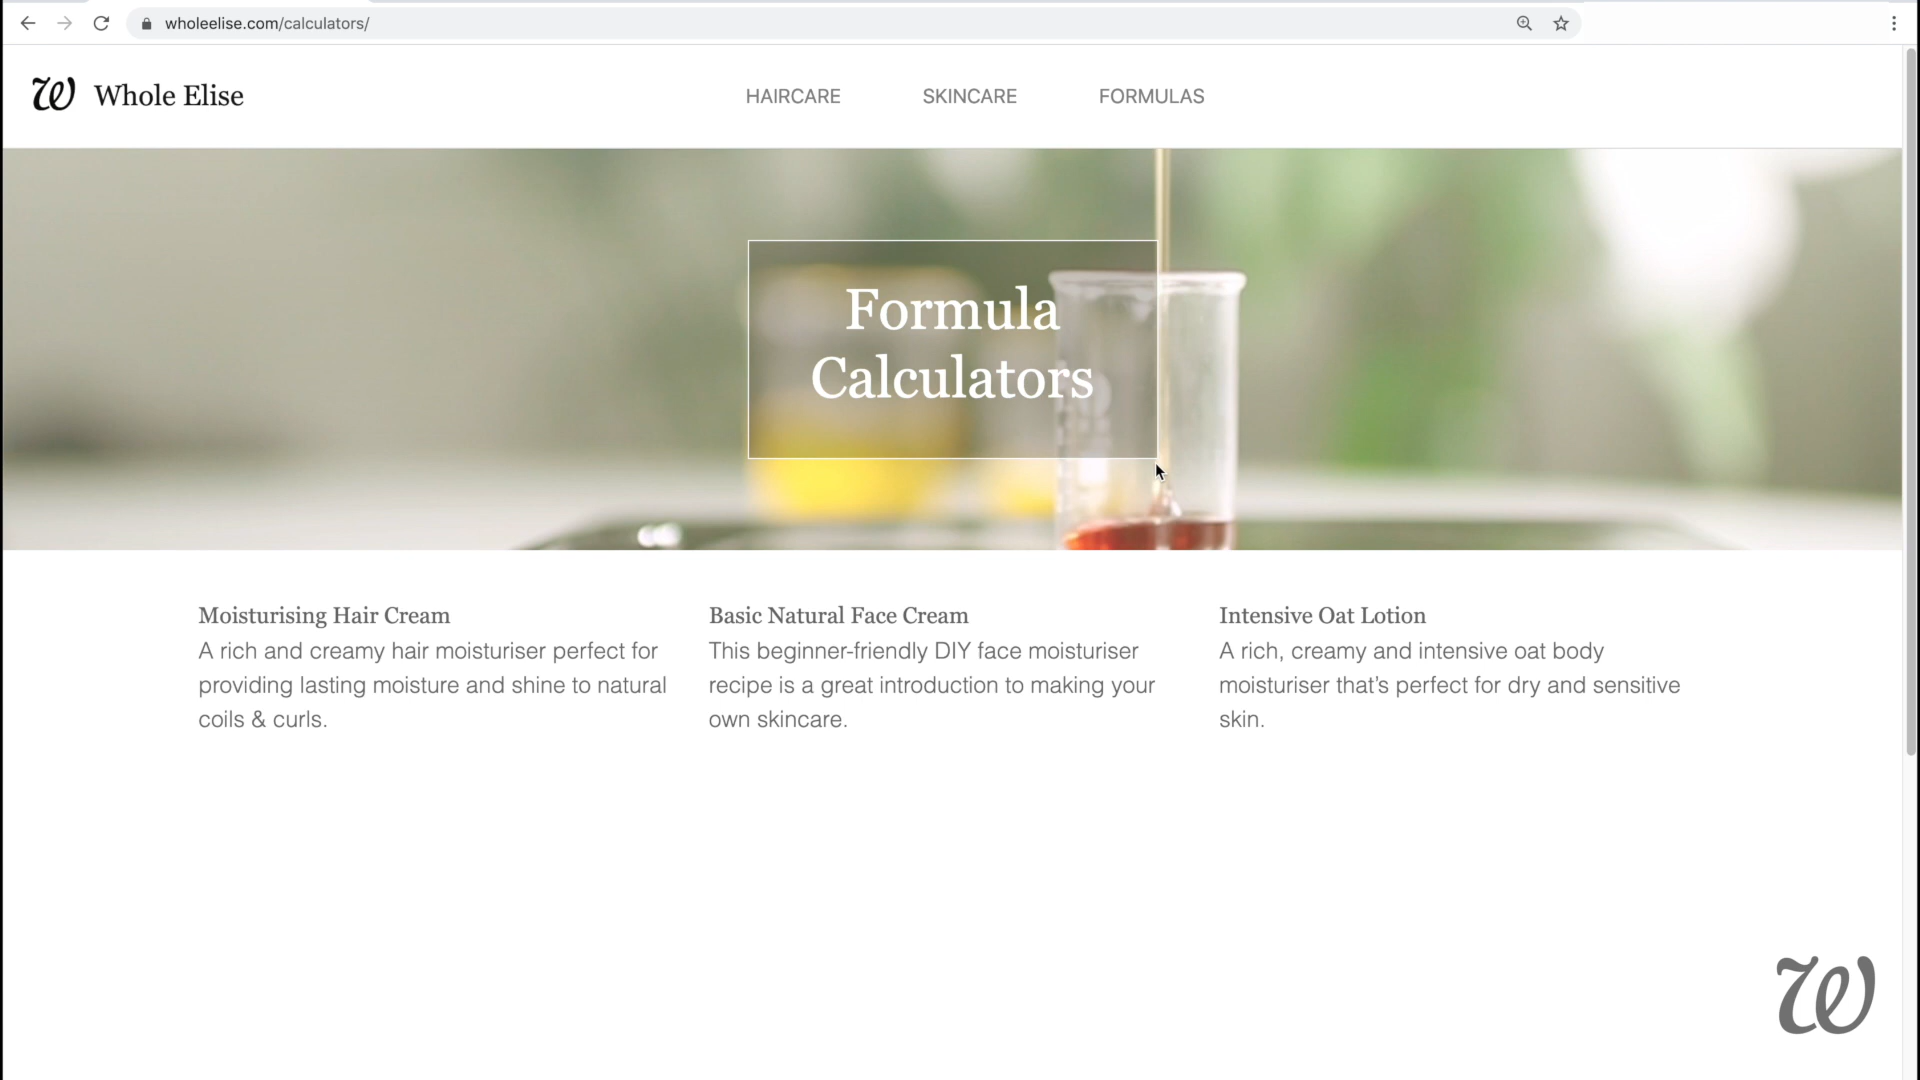 wholeelise.com/calculators/
W Whole Elise
HAIRCARE SKINCARE FORMULAS
Formula
Calculators
Moisturising Hair Cream
A rich and creamy hair moisturiser perfect for
providing lasting moisture and shine to natural
coils & curls.
Basic Natural Face Cream
This beginner-friendly DIY face moisturiser
recipe is a great introduction to making your
own skincare.
Intensive Oat Lotion
A rich, creamy and intensive oat body
moisturiser that’s perfect for dry and sensitive
skin.
W